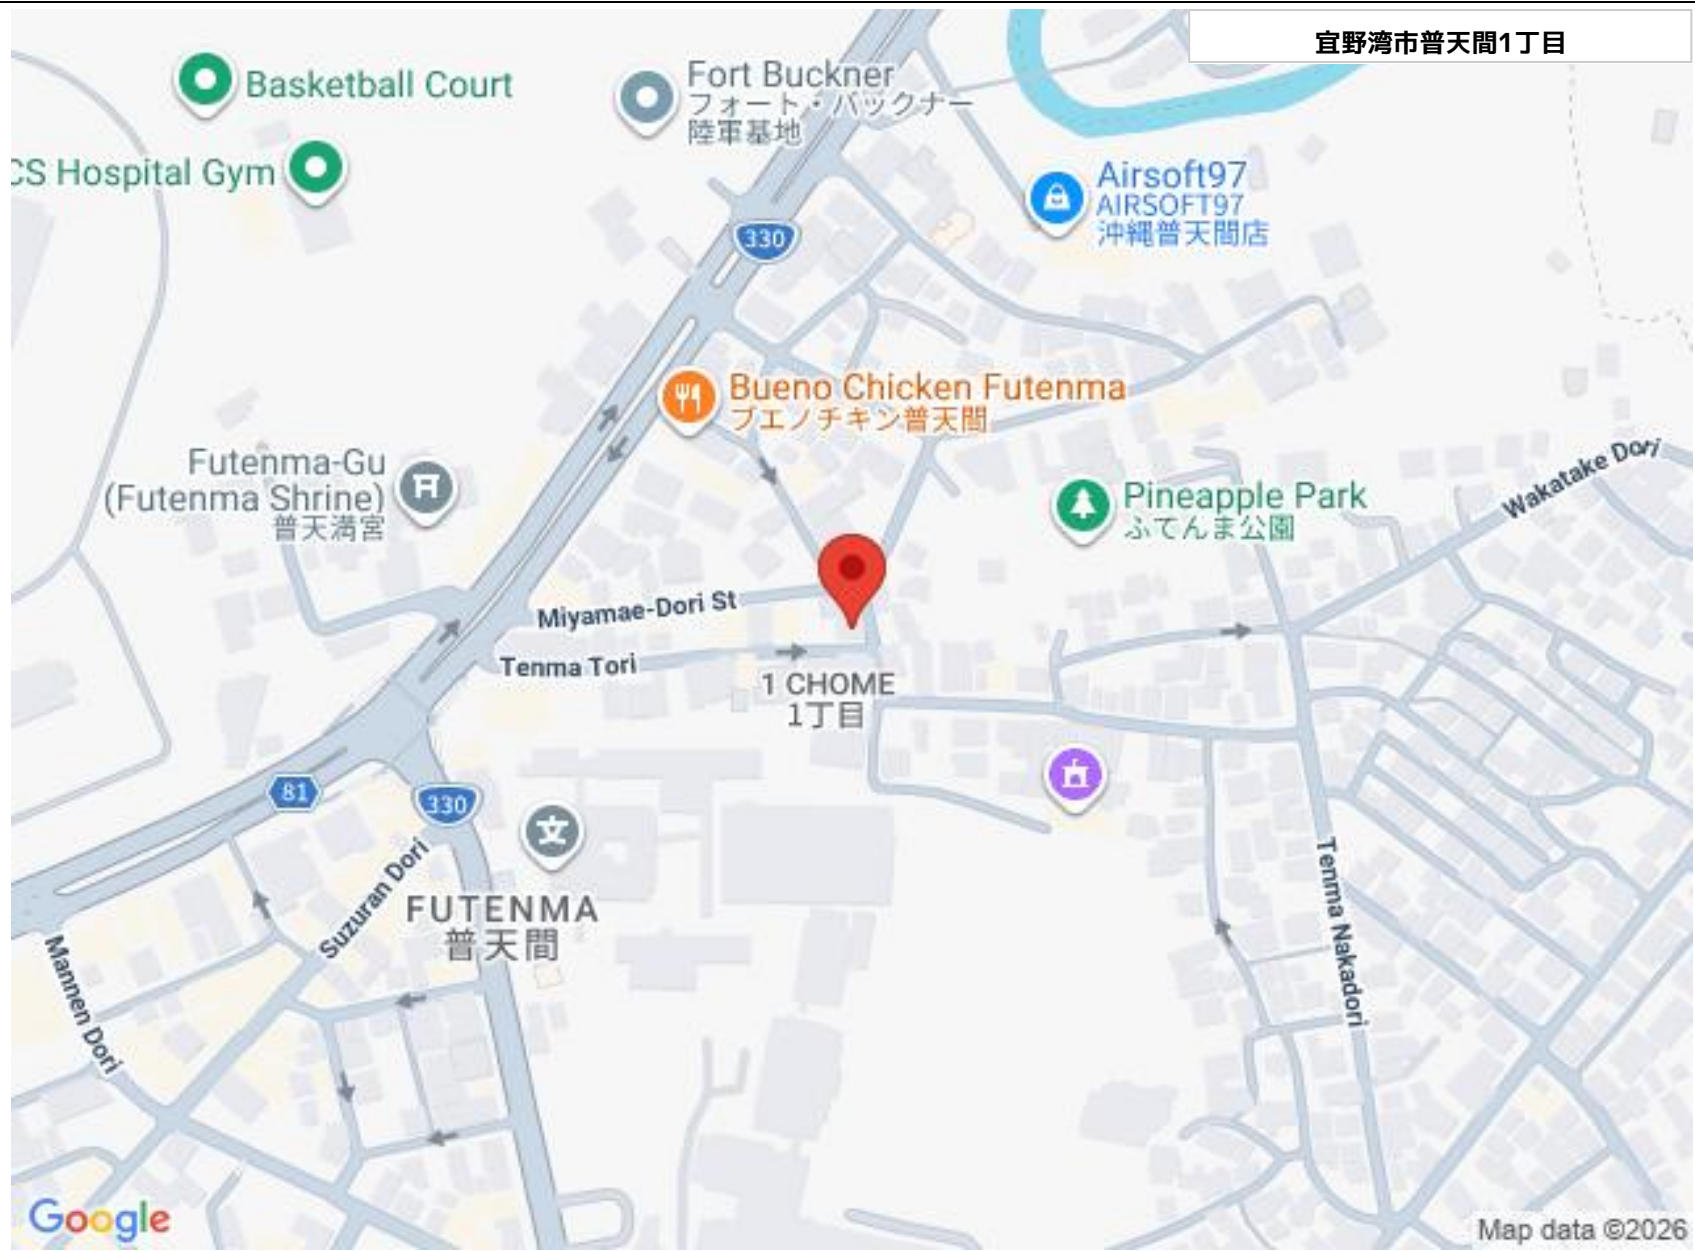 宜野湾市普天間1丁目
Basketball Court
CS Hospital Gym
Fort Buckner
フォート・バックナー
陸軍基地
Airsoft97
AIRSOFT97
沖縄普天間店
330
Bueno Chicken Futenma
ブエノチキン普天間
Futenma-Gu
(Futenma Shrine)
普天満宮
Pineapple Park
ふてんま公園
Wakatake Dori
Miyamae-Dori St
Tenma Tori
1 CHOME
1丁目
81
330
文
Suzuran Dori
FUTENMA
普天間
Mannen Dori
Tenma Nakadori
Google
Map data ©2026